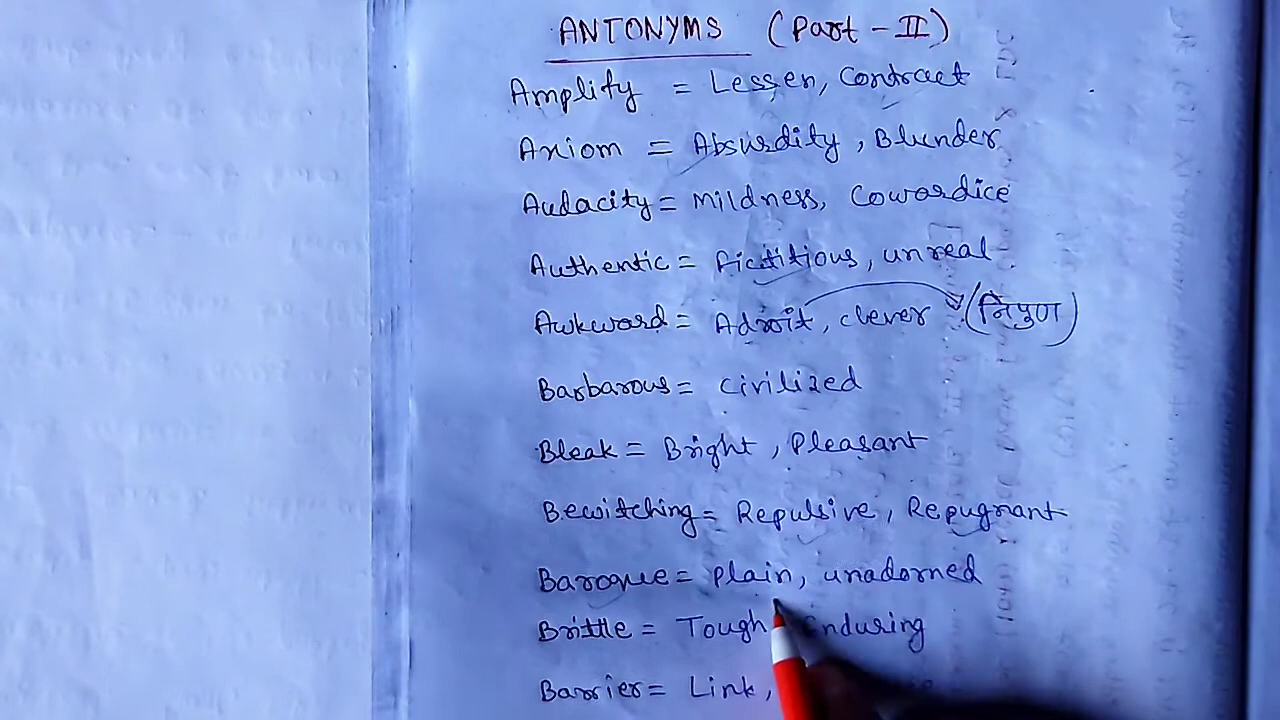 ANTONYMS (Part - II)
Amplify = Lessen, Contract
Axiom = Absurdity, Blunder
Audacity = Mildness, Cowardice
Authentic = Fictitious, unreal
Awkward = Adroit, clever (निपुण)
Barbarous = Civilized
Bleak = Bright, Pleasant
Bewitching = Repulsive, Repugnant
Baroque = Plain, unadorned
Brittle = Tough, Enduring
Barrier = Link,